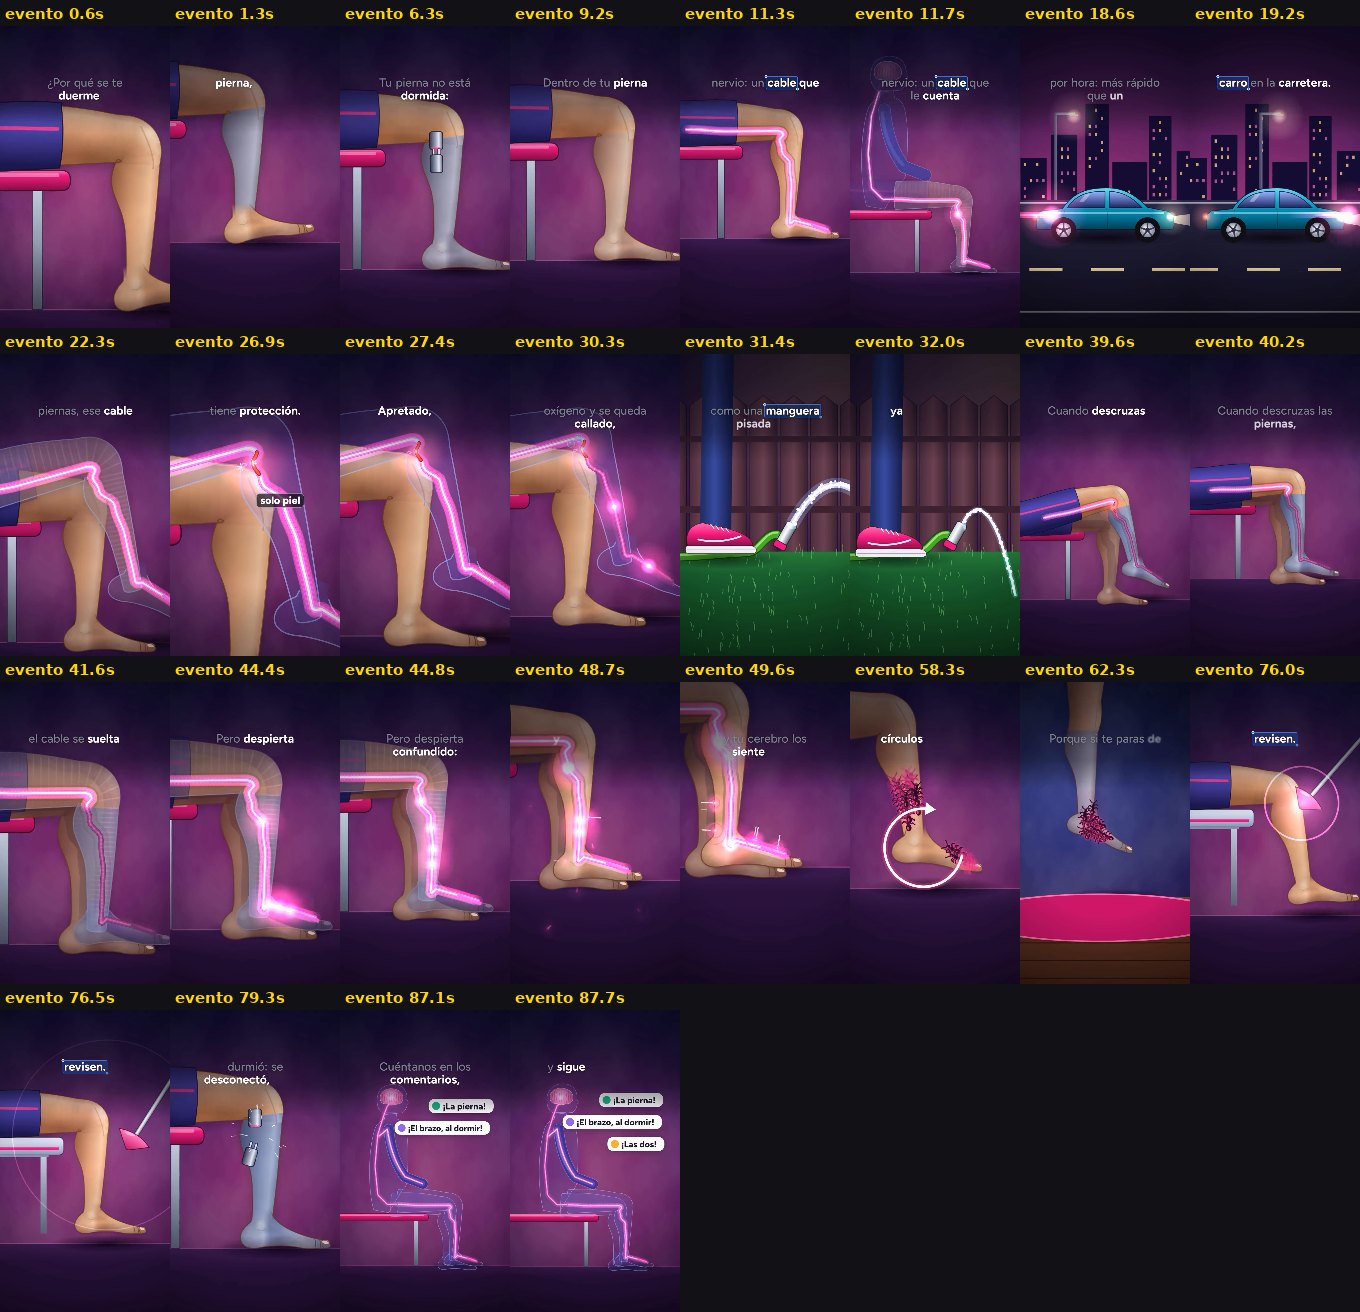 evento 0.6s
¿Por qué se te
duerme
evento 1.3s
pierna,
evento 6.3s
Tu pierna no está
dormida:
evento 9.2s
Dentro de tu pierna
evento 11.3s
nervio: un cable que
evento 11.7s
nervio: un cable que
le cuenta
evento 18.6s
por hora: más rápido
que un
evento 19.2s
carro en la carretera.
evento 22.3s
piernas, ese cable
evento 26.9s
tiene protección.
solo piel
evento 27.4s
Apretado,
evento 30.3s
oxígeno y se queda
callado,
evento 31.4s
como una manguera
pisada
evento 32.0s
ya
evento 39.6s
Cuando descruzas
evento 40.2s
Cuando descruzas las
piernas,
evento 41.6s
el cable se suelta
evento 44.4s
Pero despierta
evento 44.8s
Pero despierta
confundido:
evento 48.7s
y
evento 49.6s
y tu cerebro los
siente
evento 58.3s
círculos
evento 62.3s
Porque si te paras de
evento 76.0s
revisen.
evento 76.5s
revisen.
evento 79.3s
durmió: se
desconectó,
evento 87.1s
Cuéntanos en los
comentarios,
¡La pierna!
¡El brazo, al dormir!
evento 87.7s
y sigue
¡La pierna!
¡El brazo, al dormir!
¡Las dos!